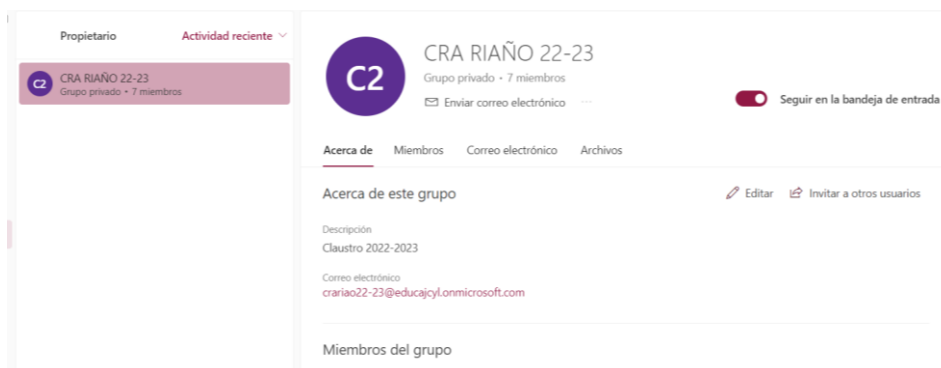 Propietario
Actividad reciente
C2
CRA RIAÑO 22-23
Grupo privado • 7 miembros
C2
CRA RIAÑO 22-23
Grupo privado • 7 miembros
Enviar correo electrónico ...
Seguir en la bandeja de entrada
Acerca de Miembros Correo electrónico Archivos
Acerca de este grupo
Editar Invitar a otros usuarios
Descripción
Claustro 2022-2023
Correo electrónico
crariao22-23@educajcyl.onmicrosoft.com
Miembros del grupo